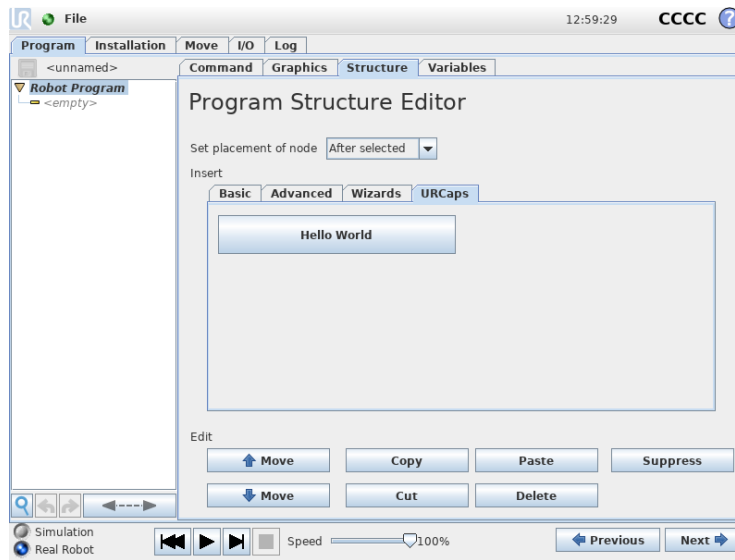 UR File 12:59:29 CCCC ?
Program Installation Move I/O Log
<unnamed> Command Graphics Structure Variables
Robot Program
<empty>
Program Structure Editor
Set placement of node After selected
Insert
Basic Advanced Wizards URCaps
Hello World
Edit
Move Copy Paste Suppress
Move Cut Delete
Simulation
Real Robot
Speed 100% Previous Next